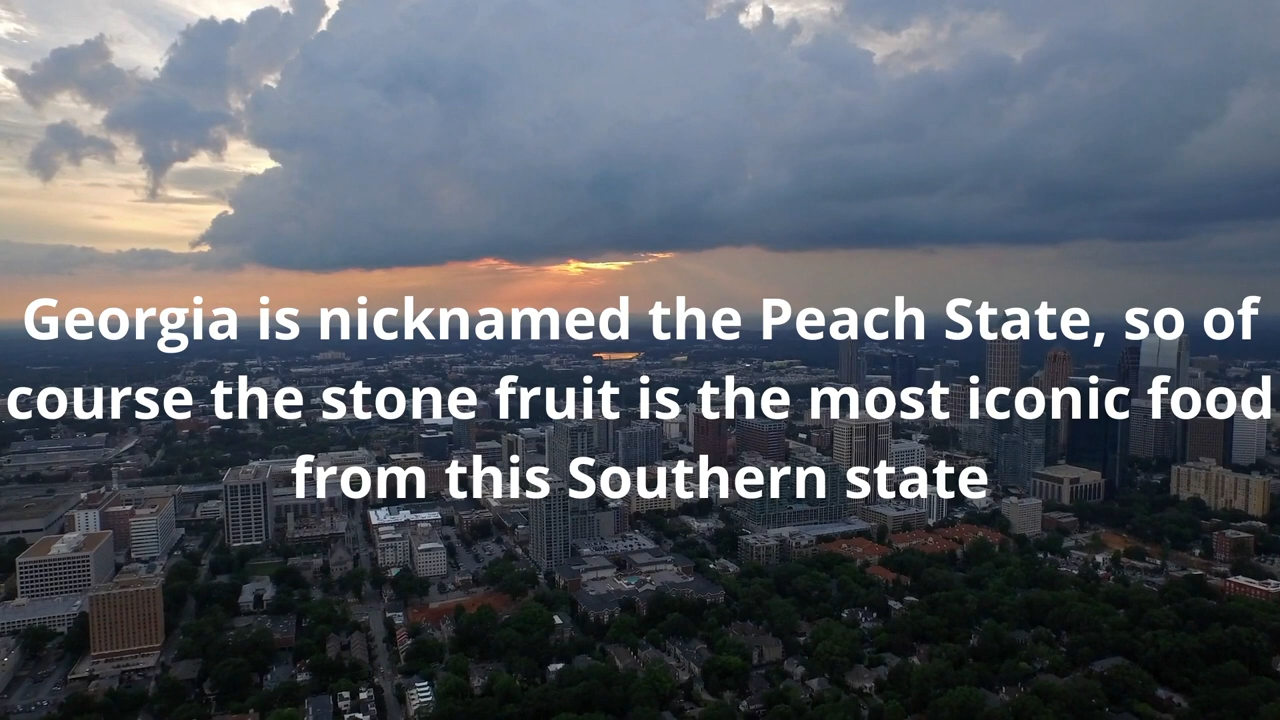 Georgia is nicknamed the Peach State, so of
course the stone fruit is the most iconic food
from this Southern state